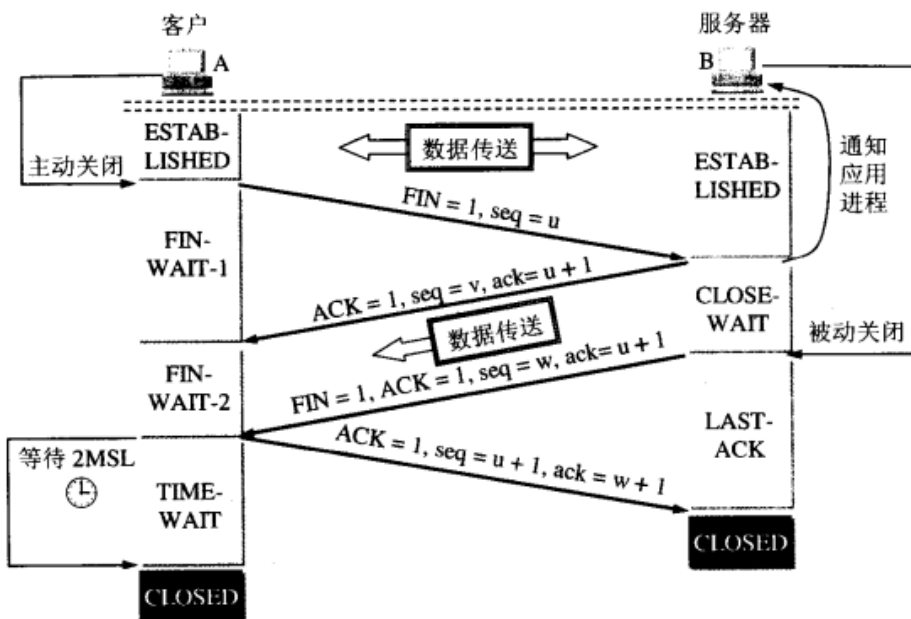 客户
服务器
A
B
ESTAB-
LISHED
数据传送
ESTAB-
LISHED
通知
应用
进程
主动关闭
FIN = 1, seq = u
FIN-
WAIT-1
ACK = 1, seq = v, ack= u + 1
CLOSE-
WAIT
数据传送
被动关闭
FIN-
WAIT-2
FIN = 1, ACK = 1, seq = w, ack= u + 1
LAST-
ACK
等待 2MSL
ACK = 1, seq = u + 1, ack = w + 1
TIME-
WAIT
CLOSED
CLOSED